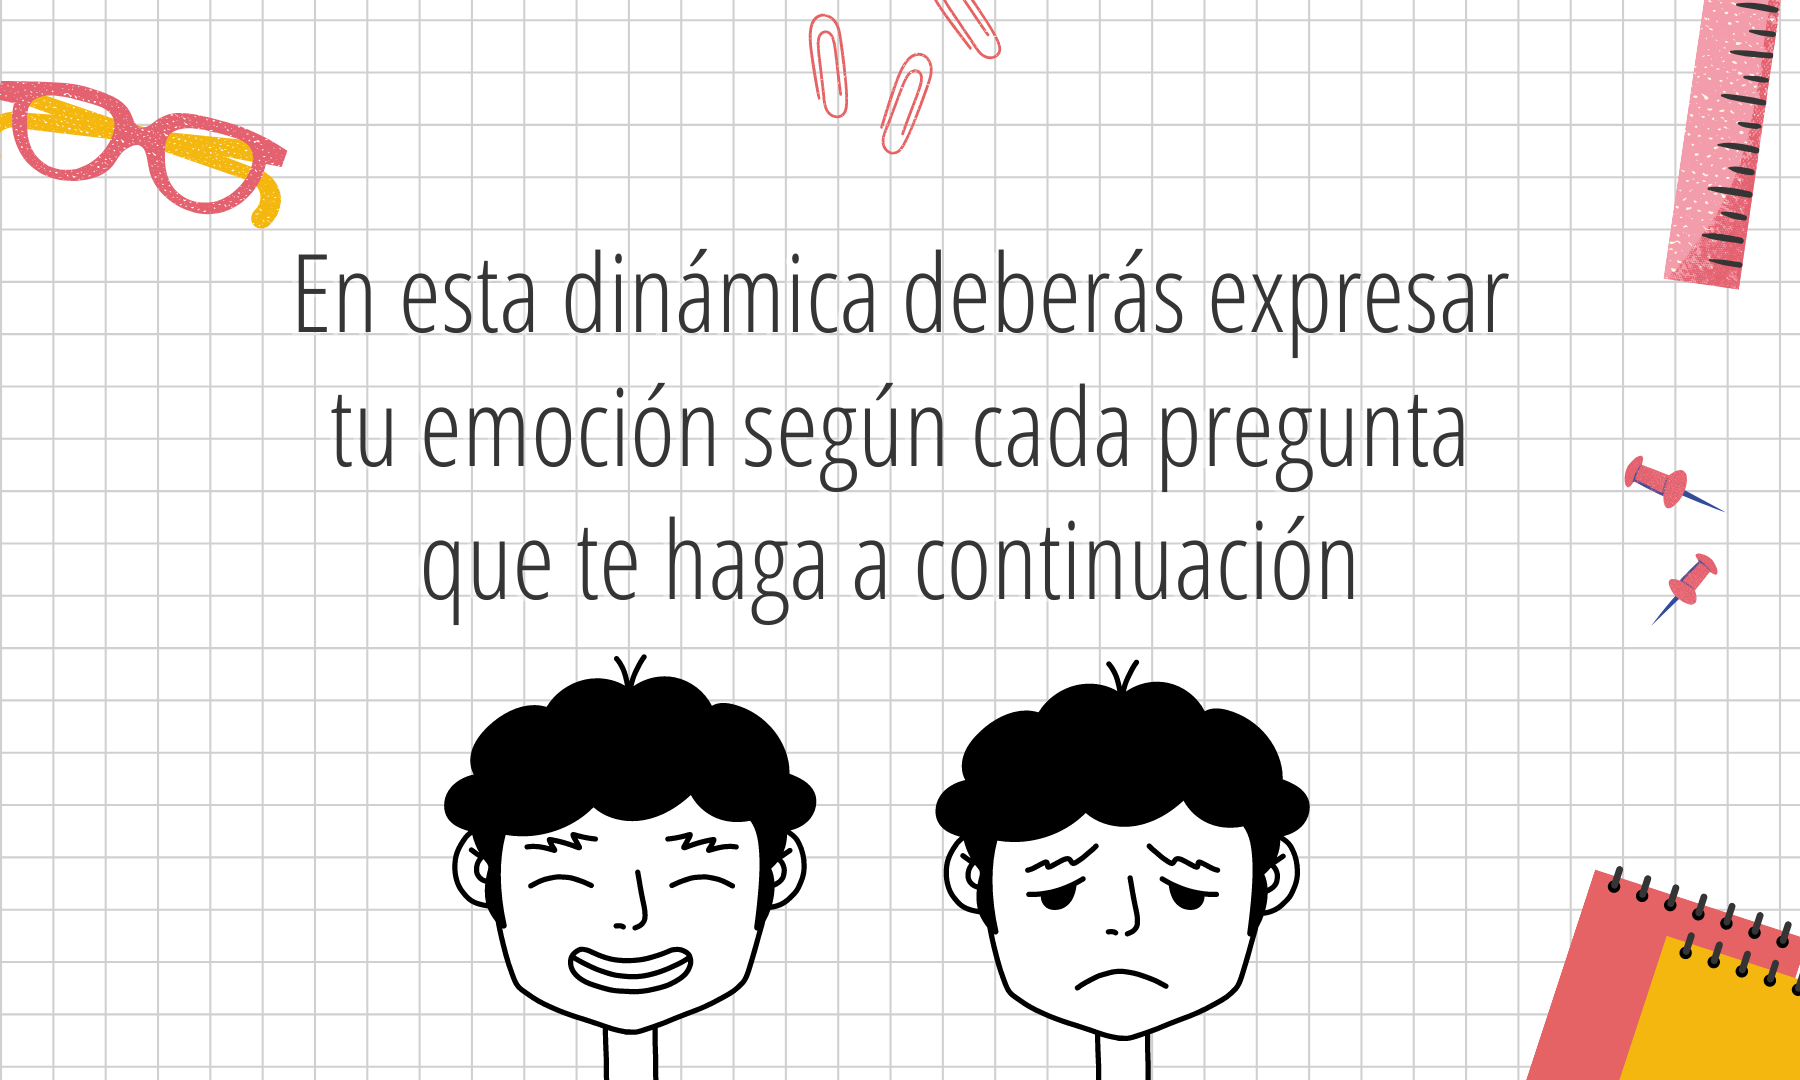 En esta dinámica deberás expresar
tu emoción según cada pregunta
que te haga a continuación